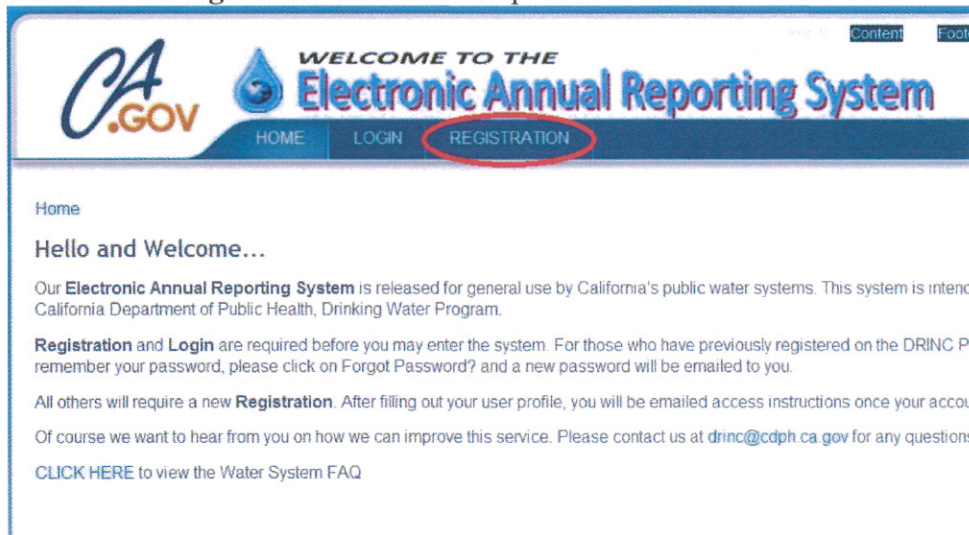 Content
CA
.GOV
WELCOME TO THE
Electronic Annual Reporting System
HOME LOGIN REGISTRATION
Home
Hello and Welcome...
Our Electronic Annual Reporting System is released for general use by California's public water systems. This system is
California Department of Public Health, Drinking Water Program.
Registration and Login are required before you may enter the system. For those who have previously registered on the DRINC P
remember your password, please click on Forgot Password? and a new password will be emailed to you.
All others will require a new Registration. After filling out your user profile, you will be emailed access instructions once your
Of course we want to hear from you on how we can improve this service. Please contact us at drinc@cdph.ca.gov for any questions
CLICK HERE to view the Water System FAQ